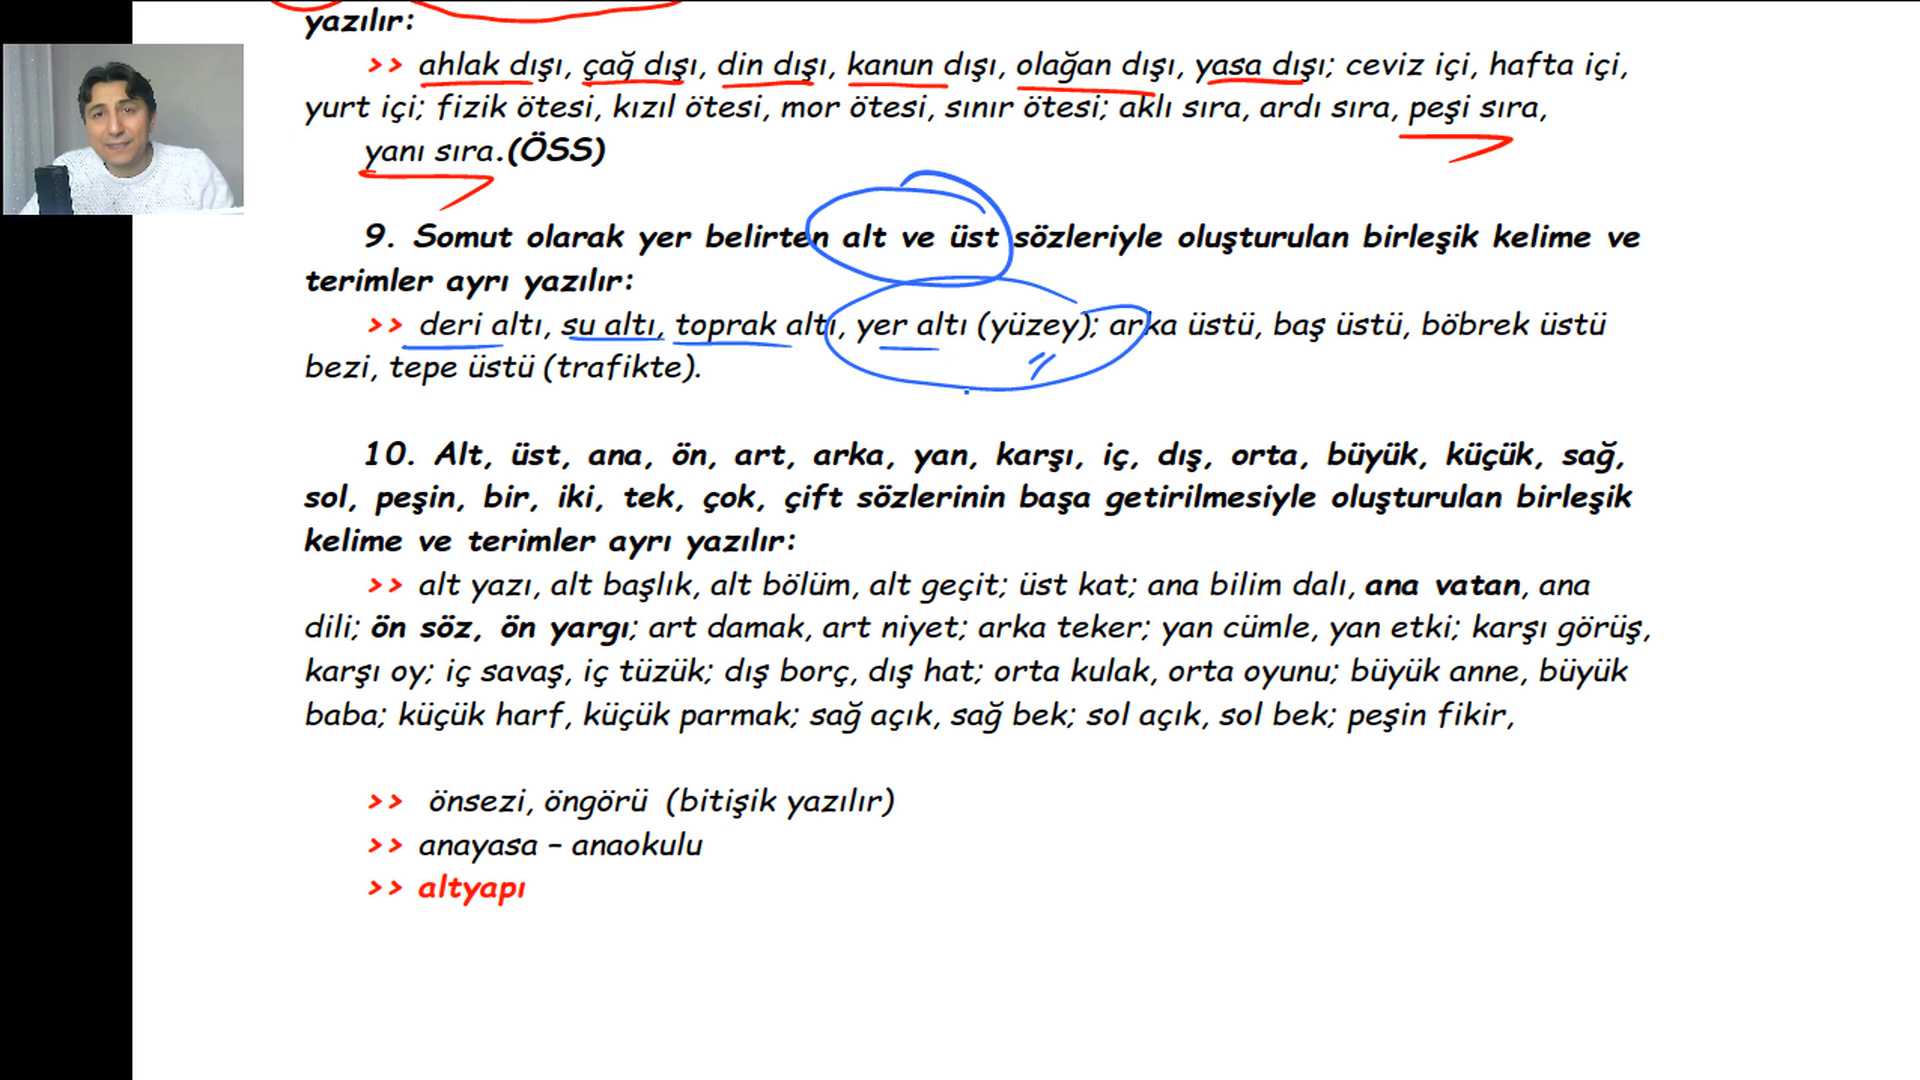 yazılır:
>> ahlak dışı, çağ dışı, din dışı, kanun dışı, olağan dışı, yasa dışı; ceviz içi, hafta içi,
yurt içi; fizik ötesi, kızıl ötesi, mor ötesi, sınır ötesi; aklı sıra, ardı sıra, peşi sıra,
yanı sıra.(ÖSS)
9. Somut olarak yer belirten alt ve üst sözleriyle oluşturulan birleşik kelime ve
terimler ayrı yazılır:
>> deri altı, su altı, toprak altı, yer altı (yüzey); arka üstü, baş üstü, böbrek üstü
bezi, tepe üstü (trafikte).
10. Alt, üst, ana, ön, art, arka, yan, karşı, iç, dış, orta, büyük, küçük, sağ,
sol, peşin, bir, iki, tek, çok, çift sözlerinin başa getirilmesiyle oluşturulan birleşik
kelime ve terimler ayrı yazılır:
>> alt yazı, alt başlık, alt bölüm, alt geçit; üst kat; ana bilim dalı, ana vatan, ana
dili; ön söz, ön yargı; art damak, art niyet; arka teker; yan cümle, yan etki; karşı görüş,
karşı oy; iç savaş, iç tüzük; dış borç, dış hat; orta kulak, orta oyunu; büyük anne, büyük
baba; küçük harf, küçük parmak; sağ açık, sağ bek; sol açık, sol bek; peşin fikir,
>> önsezi, öngörü (bitişik yazılır)
>> anayasa – anaokulu
>> altyapı